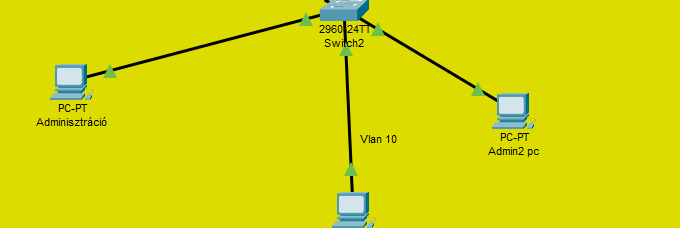 2960-24TT
Switch2
PC-PT
Adminisztráció
Vlan 10
PC-PT
Admin2 pc